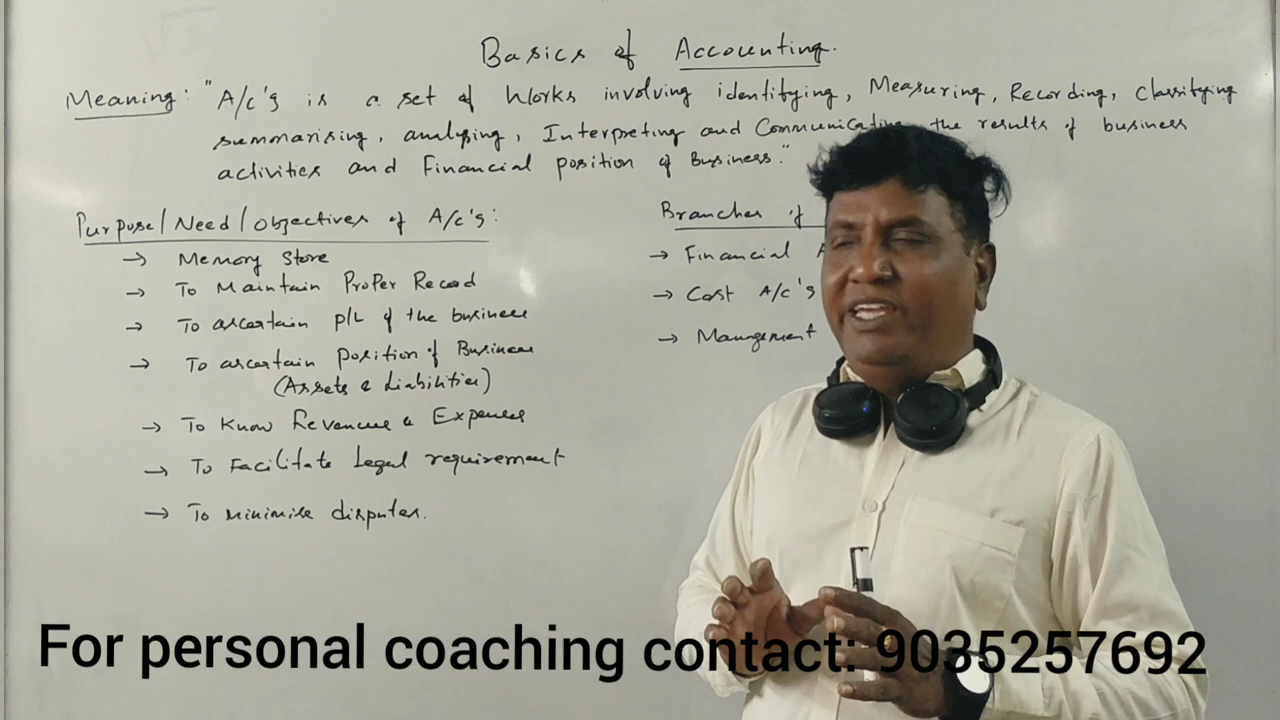 Basics of Accounting.
Meaning: "A/c's is a set of Works involving identifying, Measuring, Recording, classifying
summarising, analysing, Interpreting and Communicating the results of business
activities and Financial position of Business."
Purpose/Need/Objectives of A/c's:
→ Memory Store
→ To Maintain Proper Record
→ To ascertain P/L of the business
→ To ascertain position of Business
(Assets & Liabilities)
→ To Know Revenue & Expenses
→ To Facilitate Legal requirement
→ To minimise disputes.
Branches of
→ Financial A
→ Cost A/c's
→ Management
For personal coaching contact: 9035257692